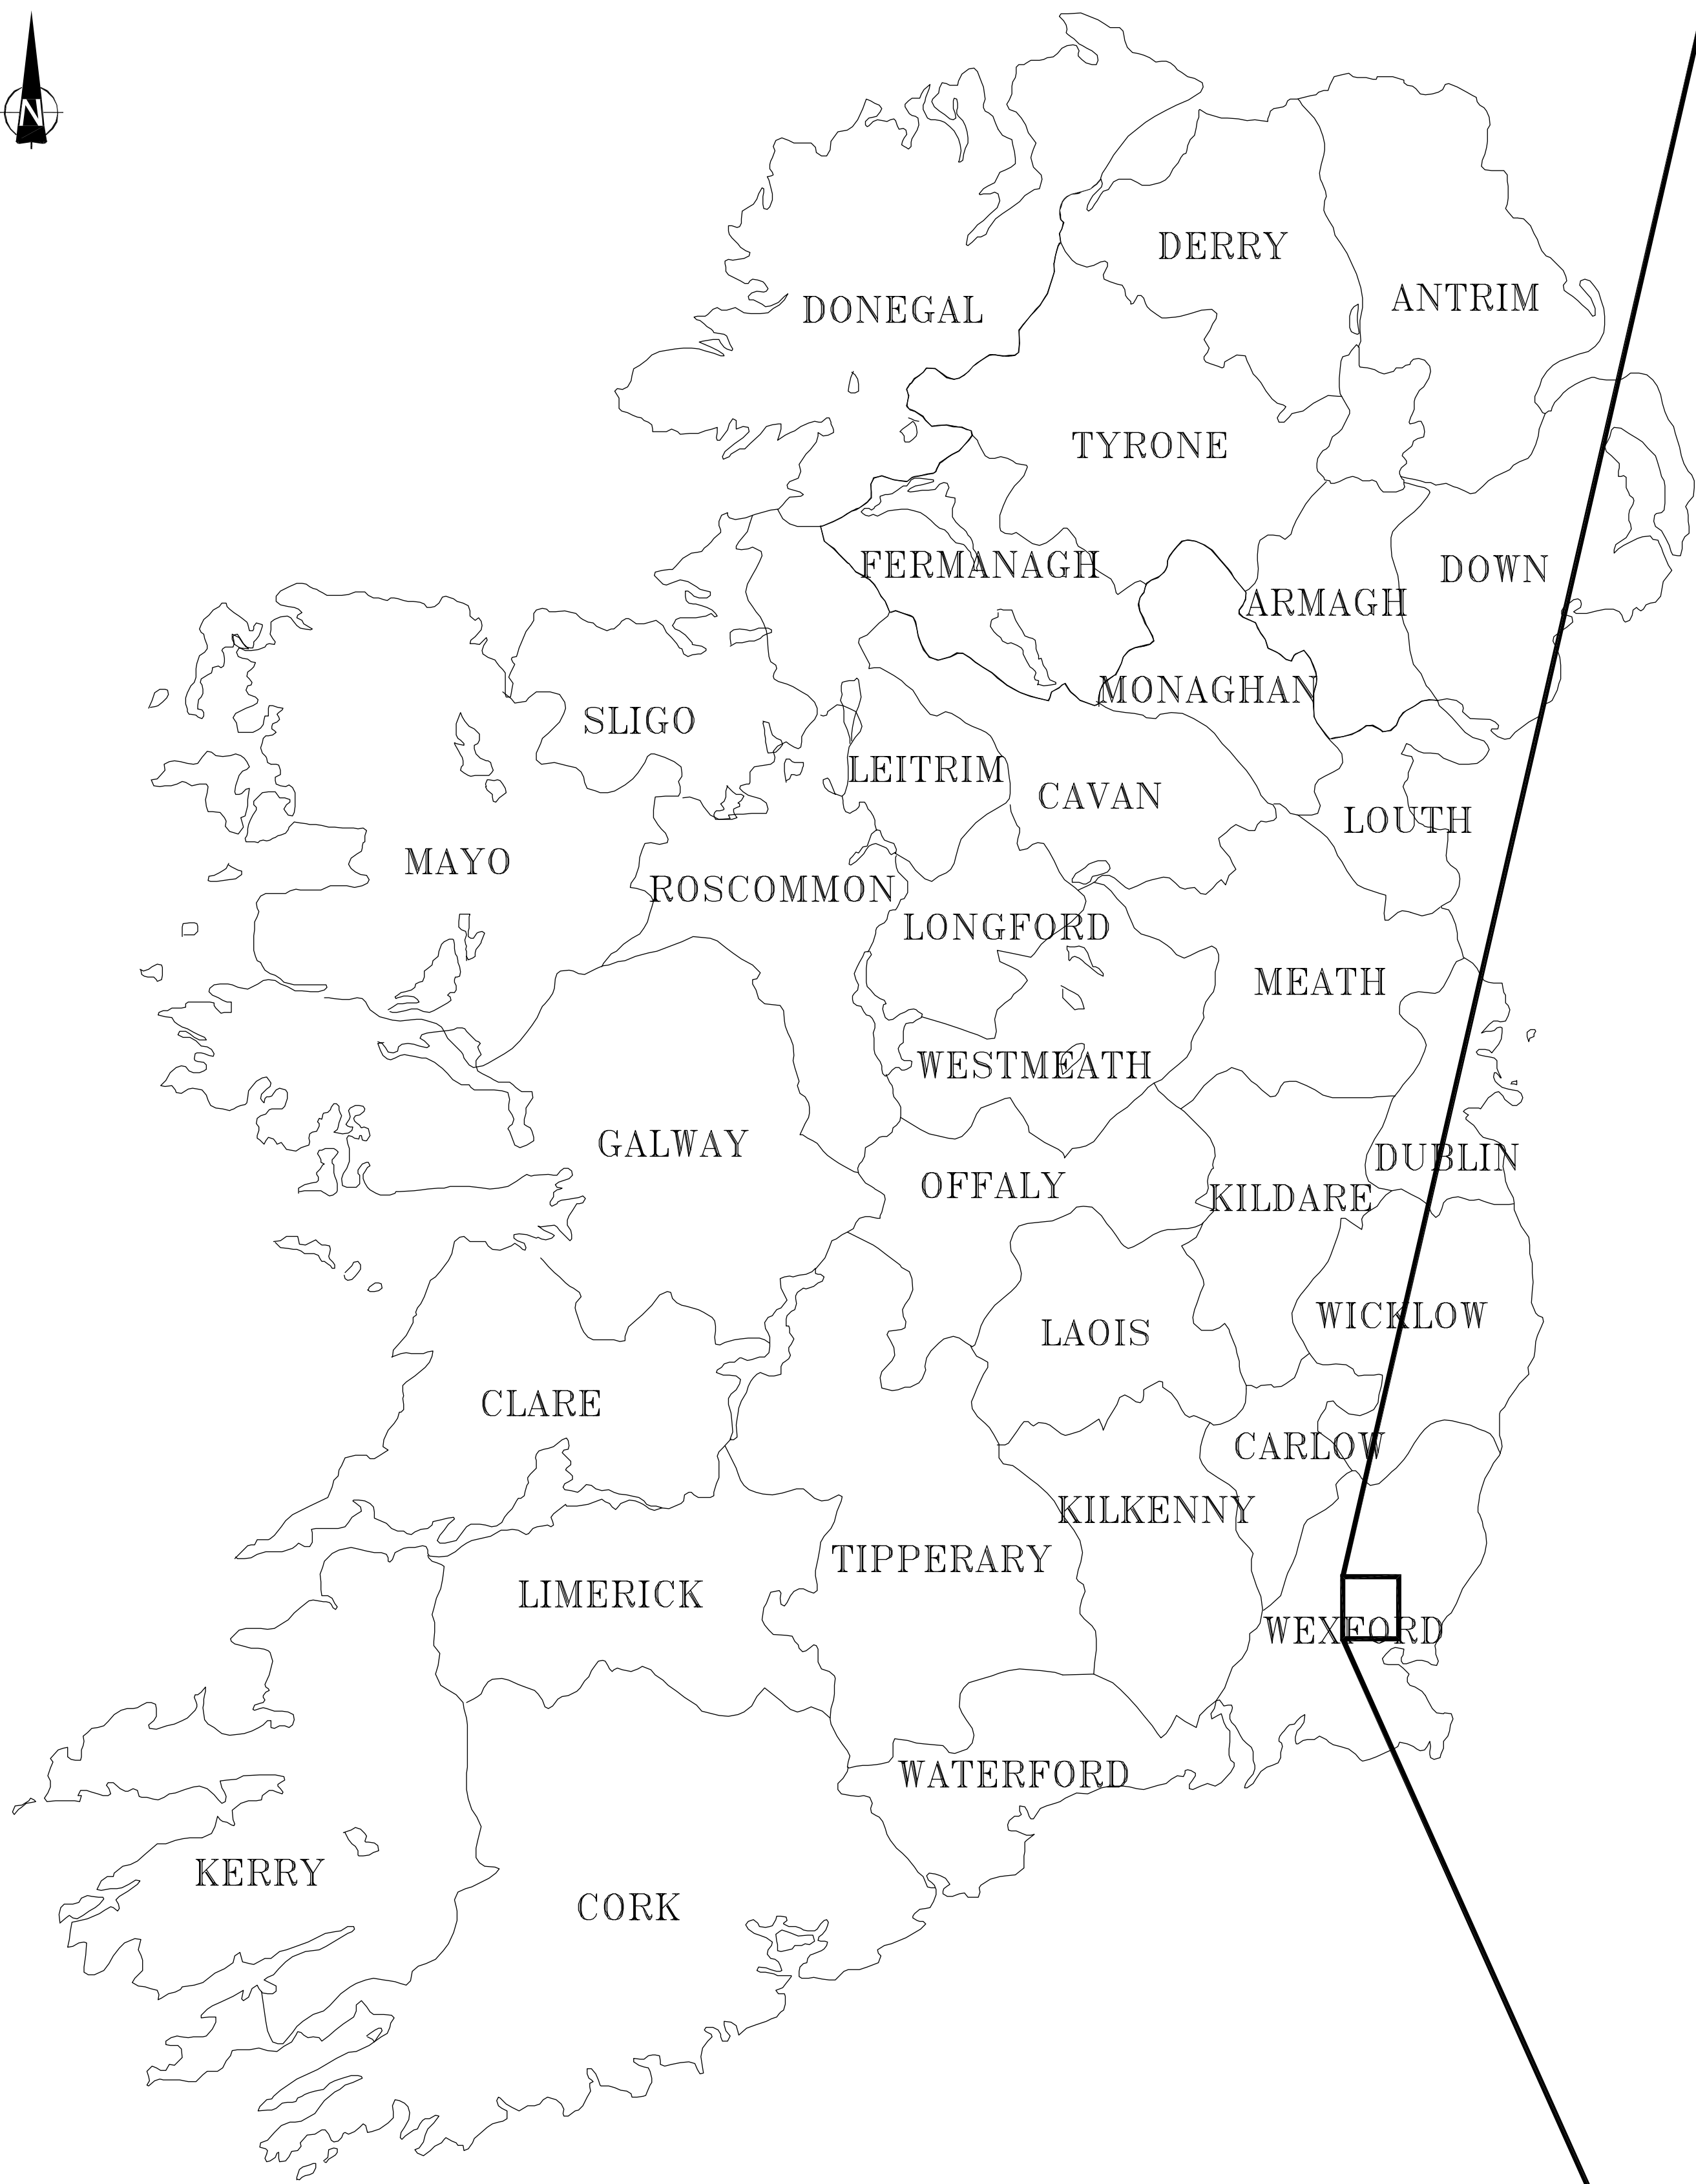 N
DERRY
ANTRIM
DONEGAL
TYRONE
FERMANAGH
DOWN
ARMAGH
MONAGHAN
SLIGO
LEITRIM
CAVAN
LOUTH
MAYO
ROSCOMMON
LONGFORD
MEATH
WESTMEATH
GALWAY
DUBLIN
OFFALY
KILDARE
WICKLOW
LAOIS
CLARE
CARLOW
KILKENNY
TIPPERARY
LIMERICK
WEXFORD
WATERFORD
KERRY
CORK